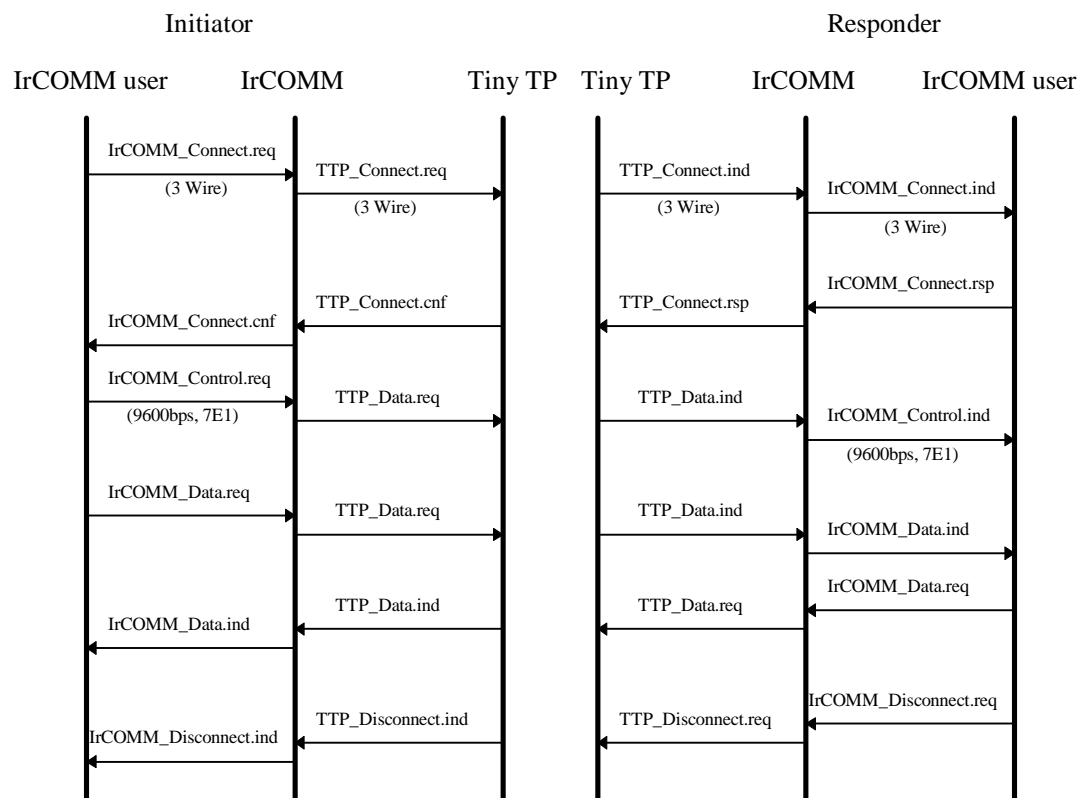 Initiator Responder
IrCOMM user IrCOMM Tiny TP Tiny TP IrCOMM IrCOMM user
IrCOMM_Connect.req
(3 Wire)
TTP_Connect.req
(3 Wire)
TTP_Connect.ind
(3 Wire)
IrCOMM_Connect.ind
(3 Wire)
IrCOMM_Connect.rsp
TTP_Connect.rsp
TTP_Connect.cnf
IrCOMM_Connect.cnf
IrCOMM_Control.req
(9600bps, 7E1)
TTP_Data.req
TTP_Data.ind
IrCOMM_Control.ind
(9600bps, 7E1)
IrCOMM_Data.req
TTP_Data.req
TTP_Data.ind
IrCOMM_Data.ind
IrCOMM_Data.req
TTP_Data.req
TTP_Data.ind
IrCOMM_Data.ind
IrCOMM_Disconnect.req
TTP_Disconnect.req
TTP_Disconnect.ind
IrCOMM_Disconnect.ind